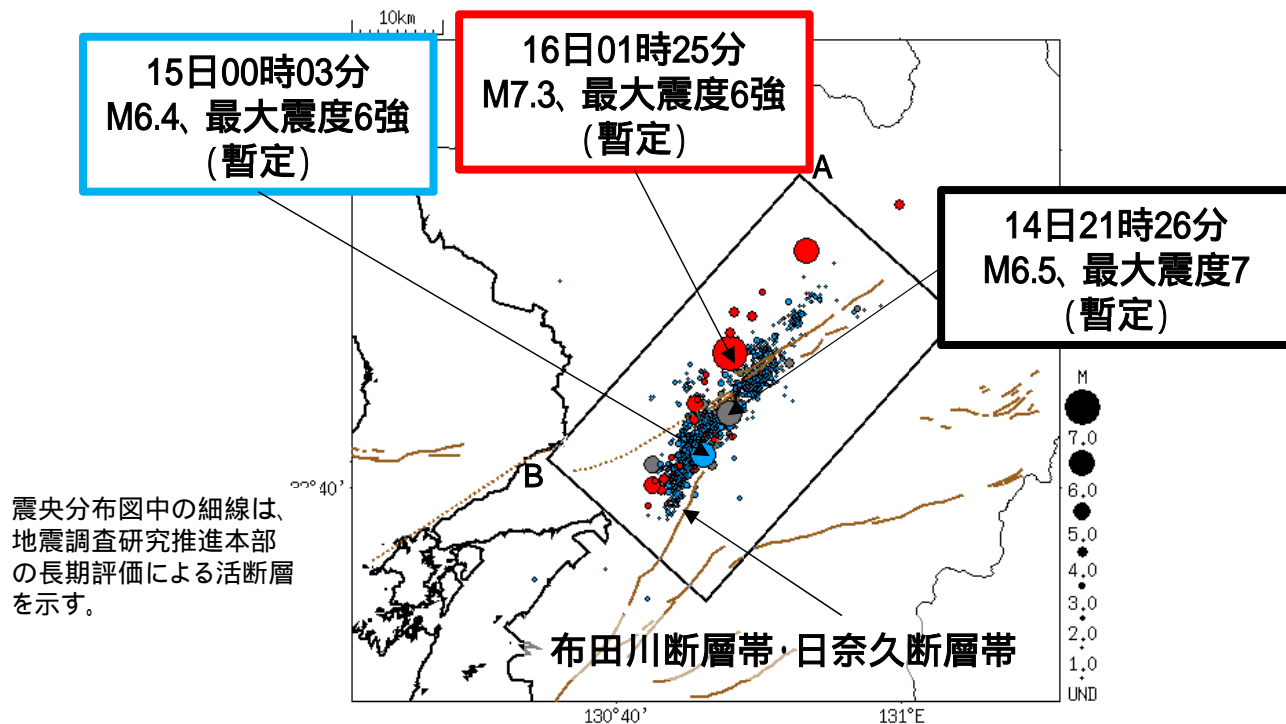 10km
15日00時03分
M6.4、最大震度6強
(暫定)
16日01時25分
M7.3、最大震度6強
(暫定)
A
14日21時26分
M6.5、最大震度7
(暫定)
M
7.0
6.0
5.0
4.0
3.0
2.0
1.0
UND
B
40'
震央分布図中の細線は、
地震調査研究推進本部
の長期評価による活断層
を示す。
布田川断層帯・日奈久断層帯
130°40'
131°E